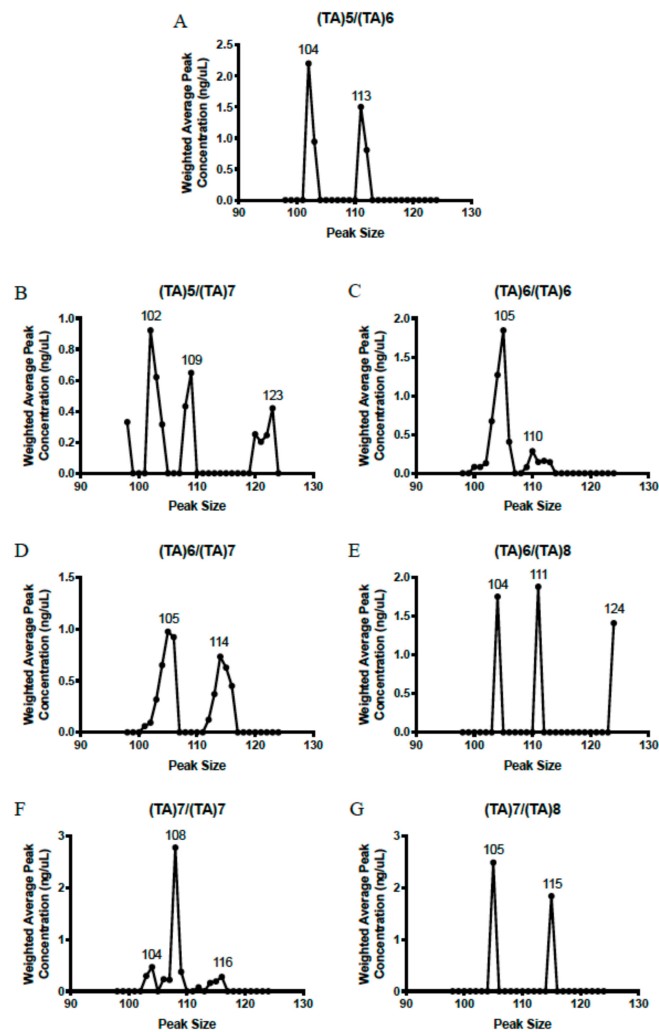 A
(TA)5/(TA)6
Weighted Average Peak
Concentration (ng/uL)
2.5
2.0
1.5
1.0
0.5
0.0
104
113
90 100 110 120 130
Peak Size
B
(TA)5/(TA)7
Weighted Average Peak
Concentration (ng/uL)
1.0
0.8
0.6
0.4
0.2
0.0
102
109
123
90 100 110 120 130
Peak Size
C
(TA)6/(TA)6
Weighted Average Peak
Concentration (ng/uL)
2.0
1.5
1.0
0.5
0.0
105
110
90 100 110 120 130
Peak Size
D
(TA)6/(TA)7
Weighted Average Peak
Concentration (ng/uL)
1.5
1.0
0.5
0.0
105
114
90 100 110 120 130
Peak Size
E
(TA)6/(TA)8
Weighted Average Peak
Concentration (ng/uL)
2.0
1.5
1.0
0.5
0.0
104
111
124
90 100 110 120 130
Peak Size
F
(TA)7/(TA)7
Weighted Average Peak
Concentration (ng/uL)
3
2
1
0
104
108
116
90 100 110 120 130
Peak Size
G
(TA)7/(TA)8
Weighted Average Peak
Concentration (ng/uL)
3
2
1
0
105
115
90 100 110 120 130
Peak Size